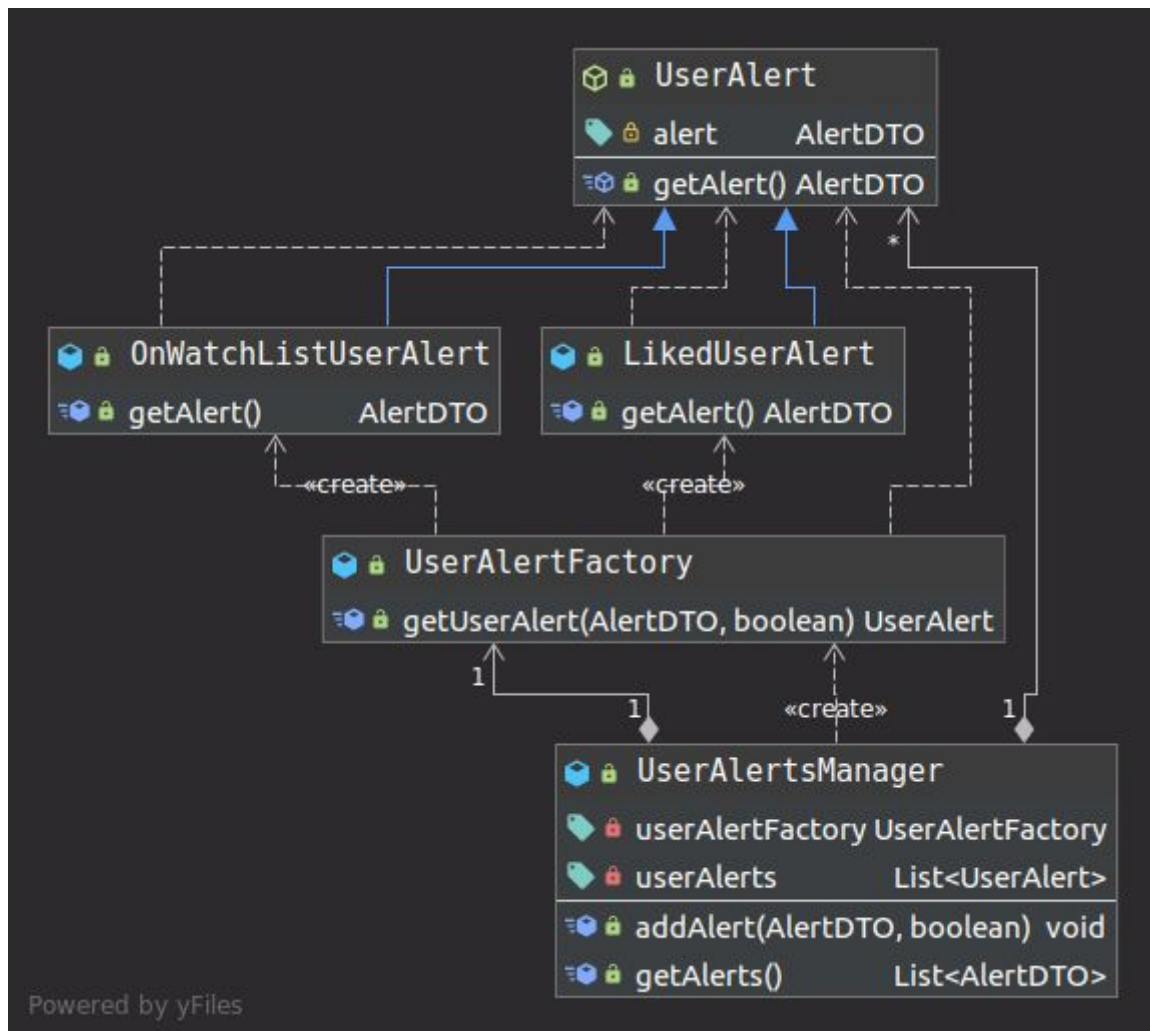 UserAlert
alert AlertDTO
getAlert() AlertDTO
*
OnWatchListUserAlert
getAlert() AlertDTO
LikedUserAlert
getAlert() AlertDTO
«create» «create»
UserAlertFactory
getUserAlert(AlertDTO, boolean) UserAlert
1
1 «create» 1
UserAlertsManager
userAlertFactory UserAlertFactory
userAlerts List<UserAlert>
addAlert(AlertDTO, boolean) void
getAlerts() List<AlertDTO>
Powered by yFiles